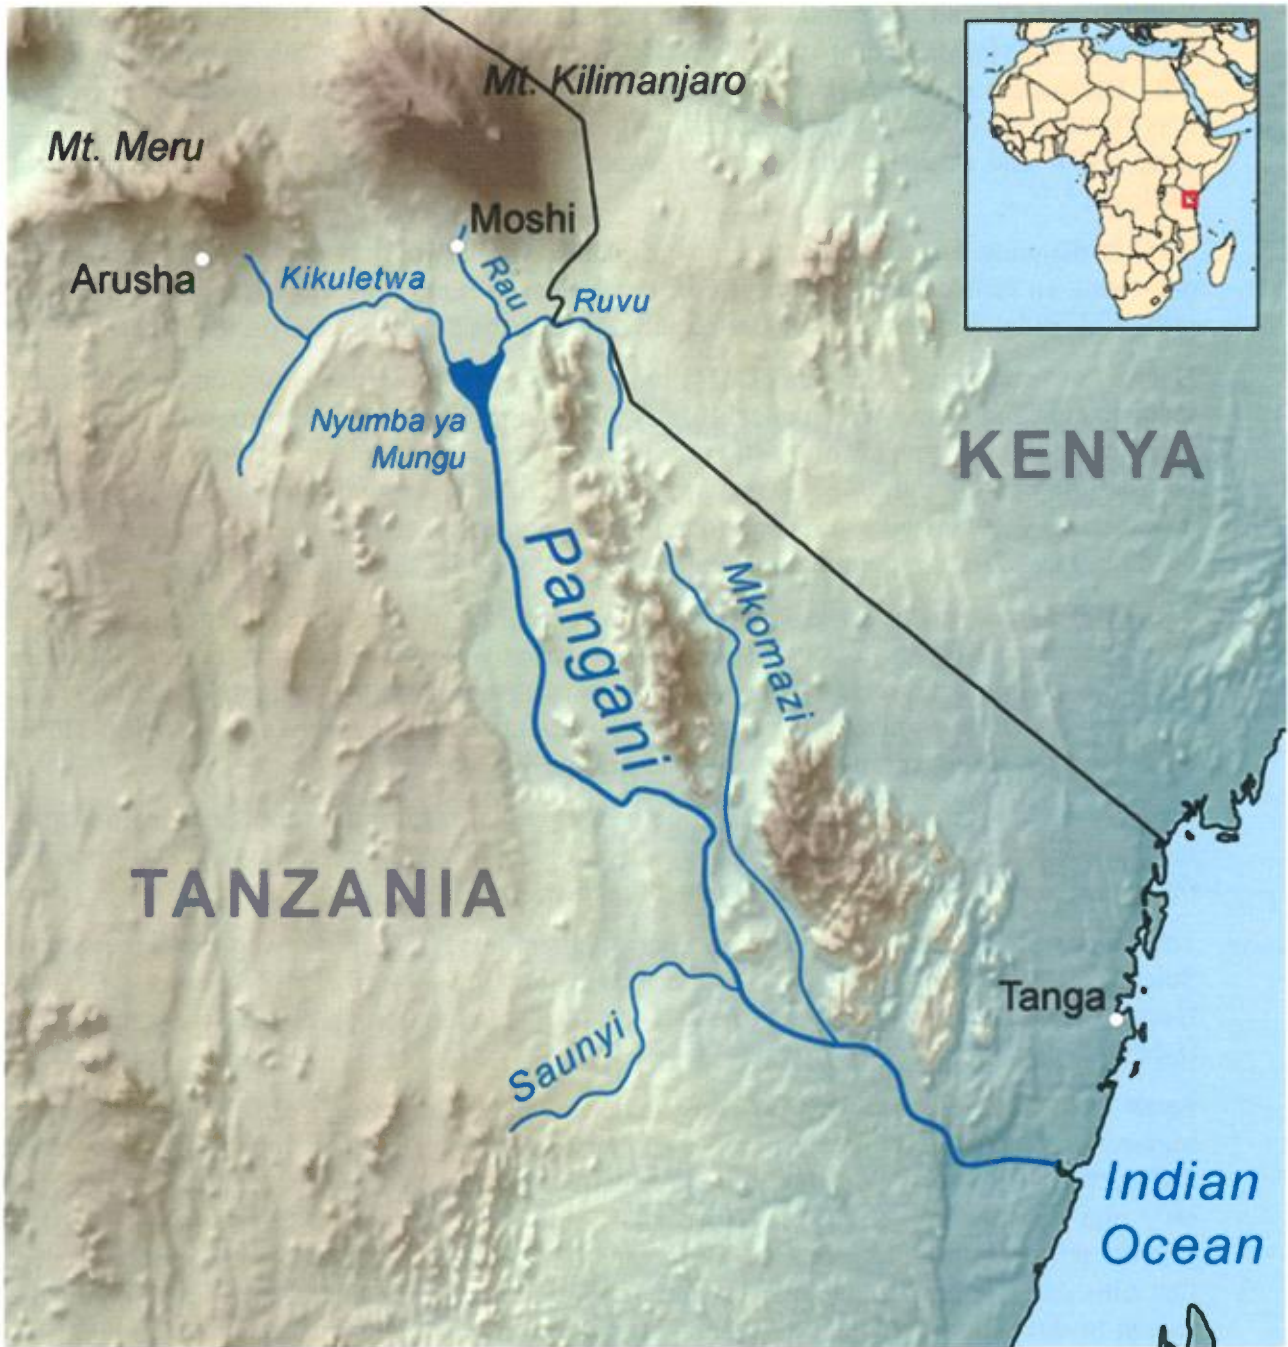 Mt. Kilimanjaro
Mt. Meru
Moshi
Arusha
Kikuletwa
Rau
Ruvu
Nyumba ya
Mungu
KENYA
Pangani
Mkomazi
TANZANIA
Tanga
Saunyi
Indian
Ocean